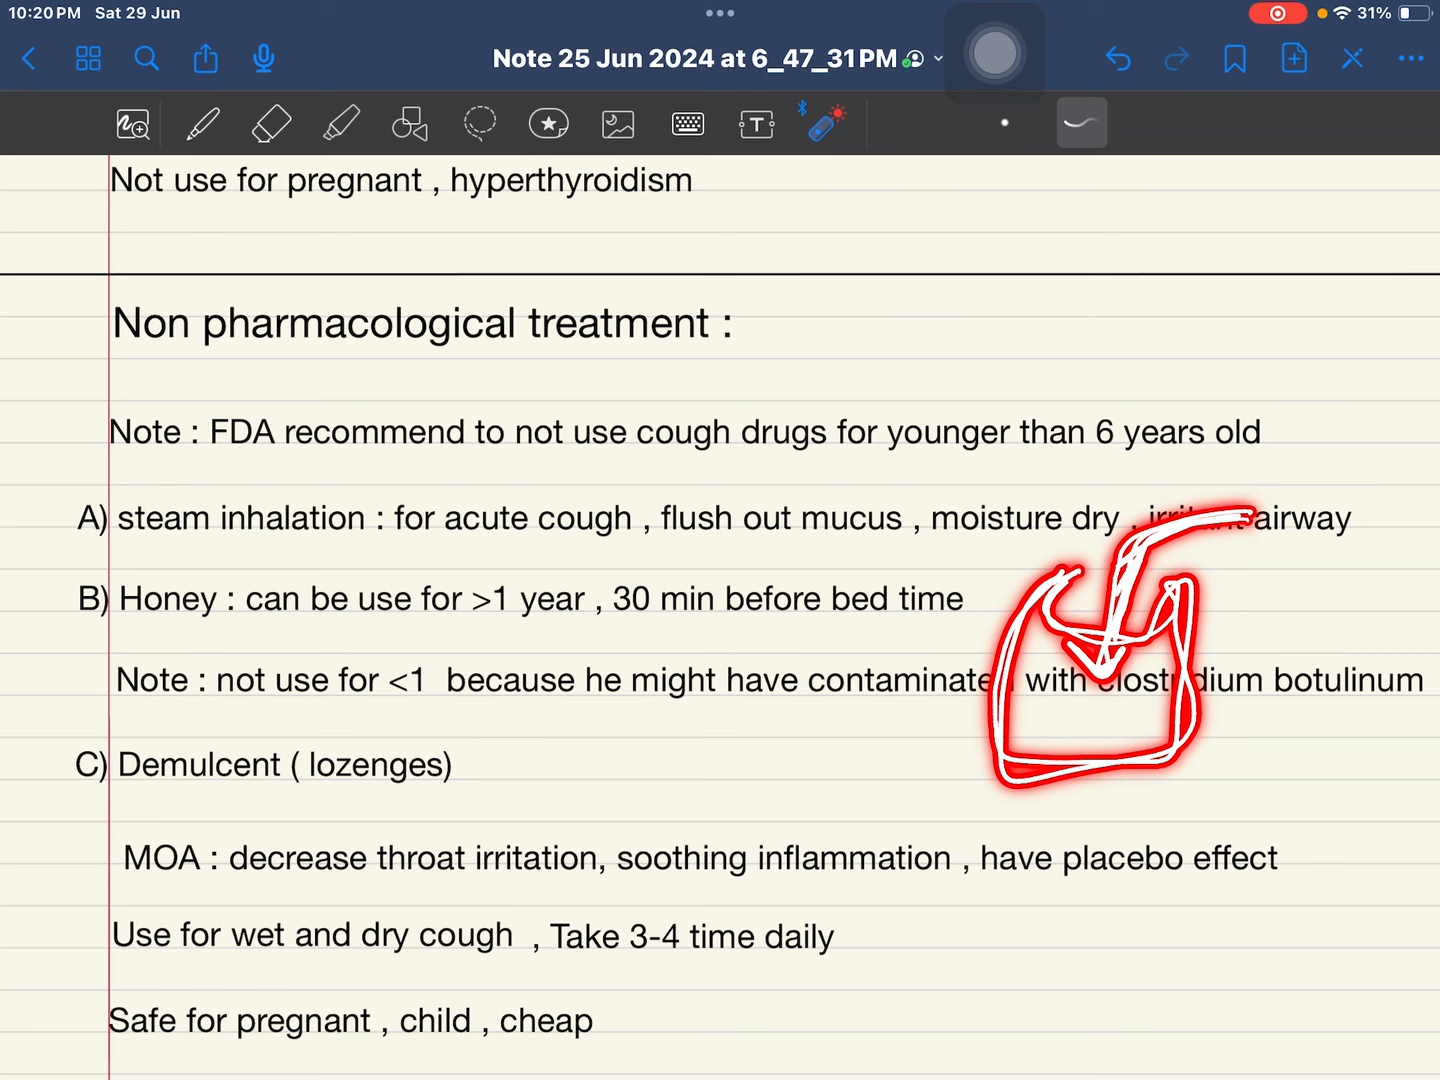 10:20 PM Sat 29 Jun
31%
Note 25 Jun 2024 at 6_47_31 PM
T
Not use for pregnant , hyperthyroidism
Non pharmacological treatment :
Note : FDA recommend to not use cough drugs for younger than 6 years old
A) steam inhalation : for acute cough , flush out mucus , moisture dry , irritant airway
B) Honey : can be use for >1 year , 30 min before bed time
Note : not use for <1 because he might have contaminated with clostridium botulinum
C) Demulcent ( lozenges)
MOA : decrease throat irritation, soothing inflammation , have placebo effect
Use for wet and dry cough , Take 3-4 time daily
Safe for pregnant , child , cheap